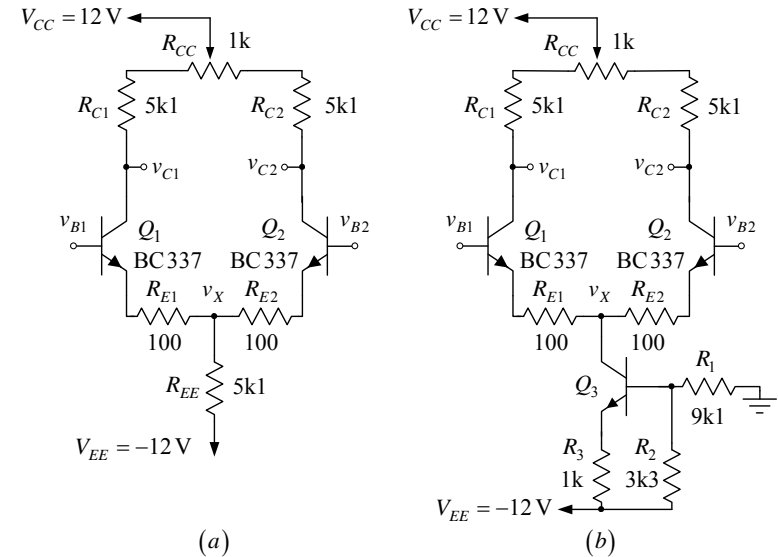 V_CC = 12 V
1k
R_CC
R_C1
5k1
R_C2
5k1
v_C1
v_C2
v_B1
Q_1
Q_2
v_B2
BC337
BC337
R_E1
v_X
R_E2
100
100
R_EE
5k1
V_EE = −12 V
(a)
V_CC = 12 V
1k
R_CC
R_C1
5k1
R_C2
5k1
v_C1
v_C2
v_B1
Q_1
Q_2
v_B2
BC337
BC337
R_E1
v_X
R_E2
100
100
Q_3
R_1
9k1
R_3
1k
R_2
3k3
V_EE = −12 V
(b)